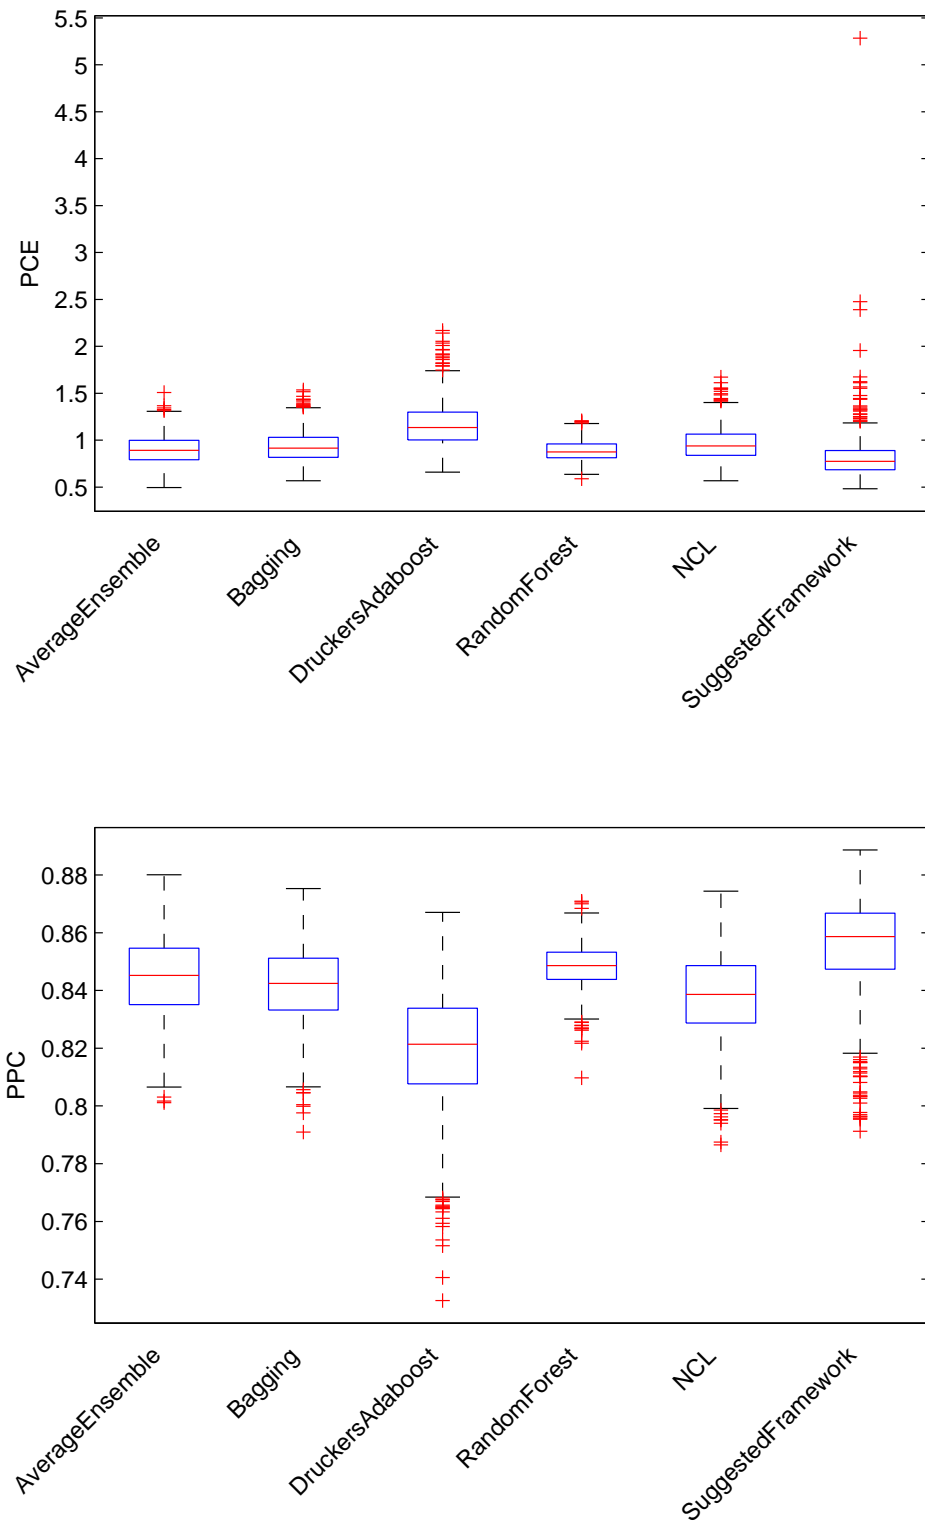 5.5
5
4.5
4
3.5
3
2.5
2
1.5
1
0.5
PCE
AverageEnsemble
Bagging
DruckersAdaboost
RandomForest
NCL
SuggestedFramework
0.88
0.86
0.84
0.82
0.8
0.78
0.76
0.74
PPC
AverageEnsemble
Bagging
DruckersAdaboost
RandomForest
NCL
SuggestedFramework